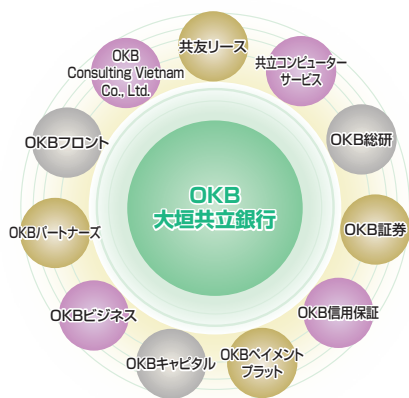 共友リース
共立コンピューター
サービス
OKB総研
OKB証券
OKB信用保証
OKBペイメント
プラット
OKBキャピタル
OKBビジネス
OKBパートナーズ
OKBフロント
OKB
Consulting Vietnam
Co., Ltd.
OKB
大垣共立銀行